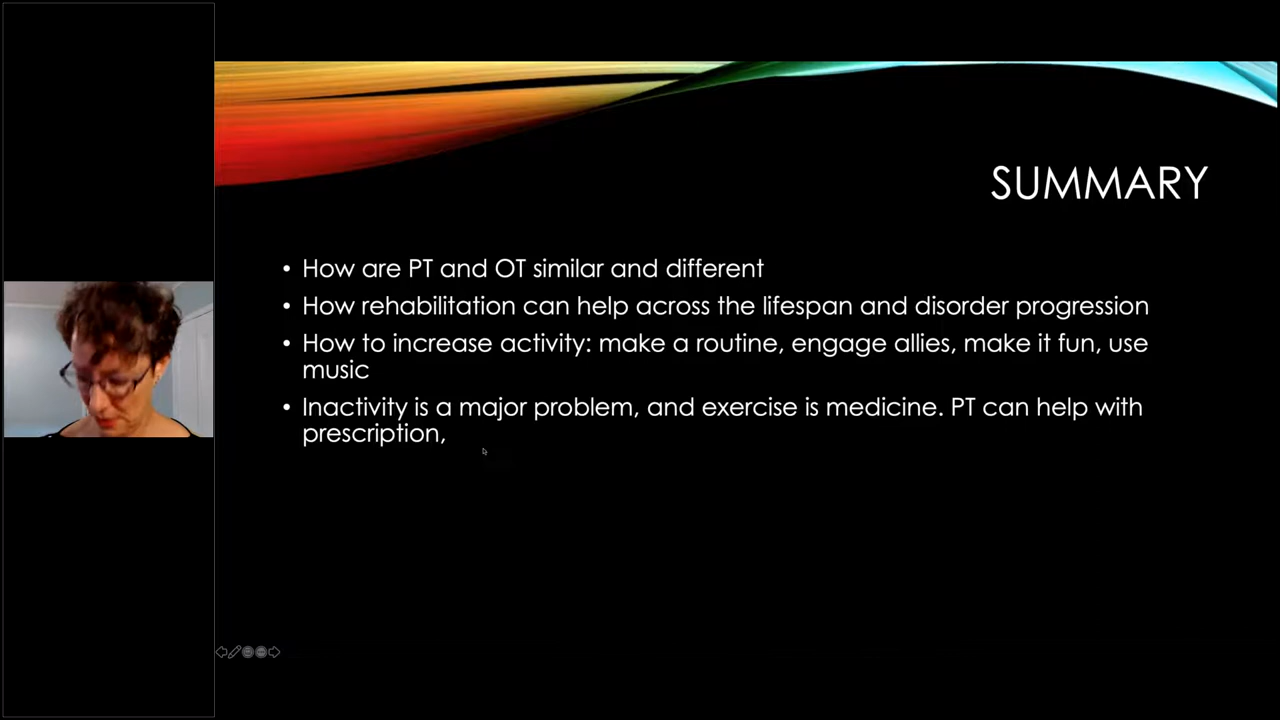 SUMMARY
• How are PT and OT similar and different
• How rehabilitation can help across the lifespan and disorder progression
• How to increase activity: make a routine, engage allies, make it fun, use
music
• Inactivity is a major problem, and exercise is medicine. PT can help with
prescription,